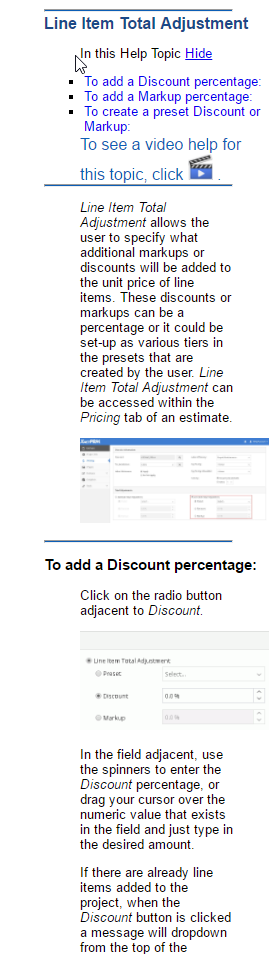 Line Item Total Adjustment
In this Help Topic Hide
To add a Discount percentage:
To add a Markup percentage:
To create a preset Discount or
Markup:
To see a video help for
this topic, click .
Line Item Total
Adjustment allows the
user to specify what
additional markups or
discounts will be added to
the unit price of line
items. These discounts or
markups can be a
percentage or it could be
set-up as various tiers in
the presets that are
created by the user. Line
Item Total Adjustment can
be accessed within the
Pricing tab of an estimate.
To add a Discount percentage:
Click on the radio button
adjacent to Discount.
Line Item Total Adjustment
Preset Select...
Discount 0.0 %
Markup 0.0 %
In the field adjacent, use
the spinners to enter the
Discount percentage, or
drag your cursor over the
numeric value that exists
in the field and just type in
the desired amount.
If there are already line
items added to the
project, when the
Discount button is clicked
a message will dropdown
from the top of the